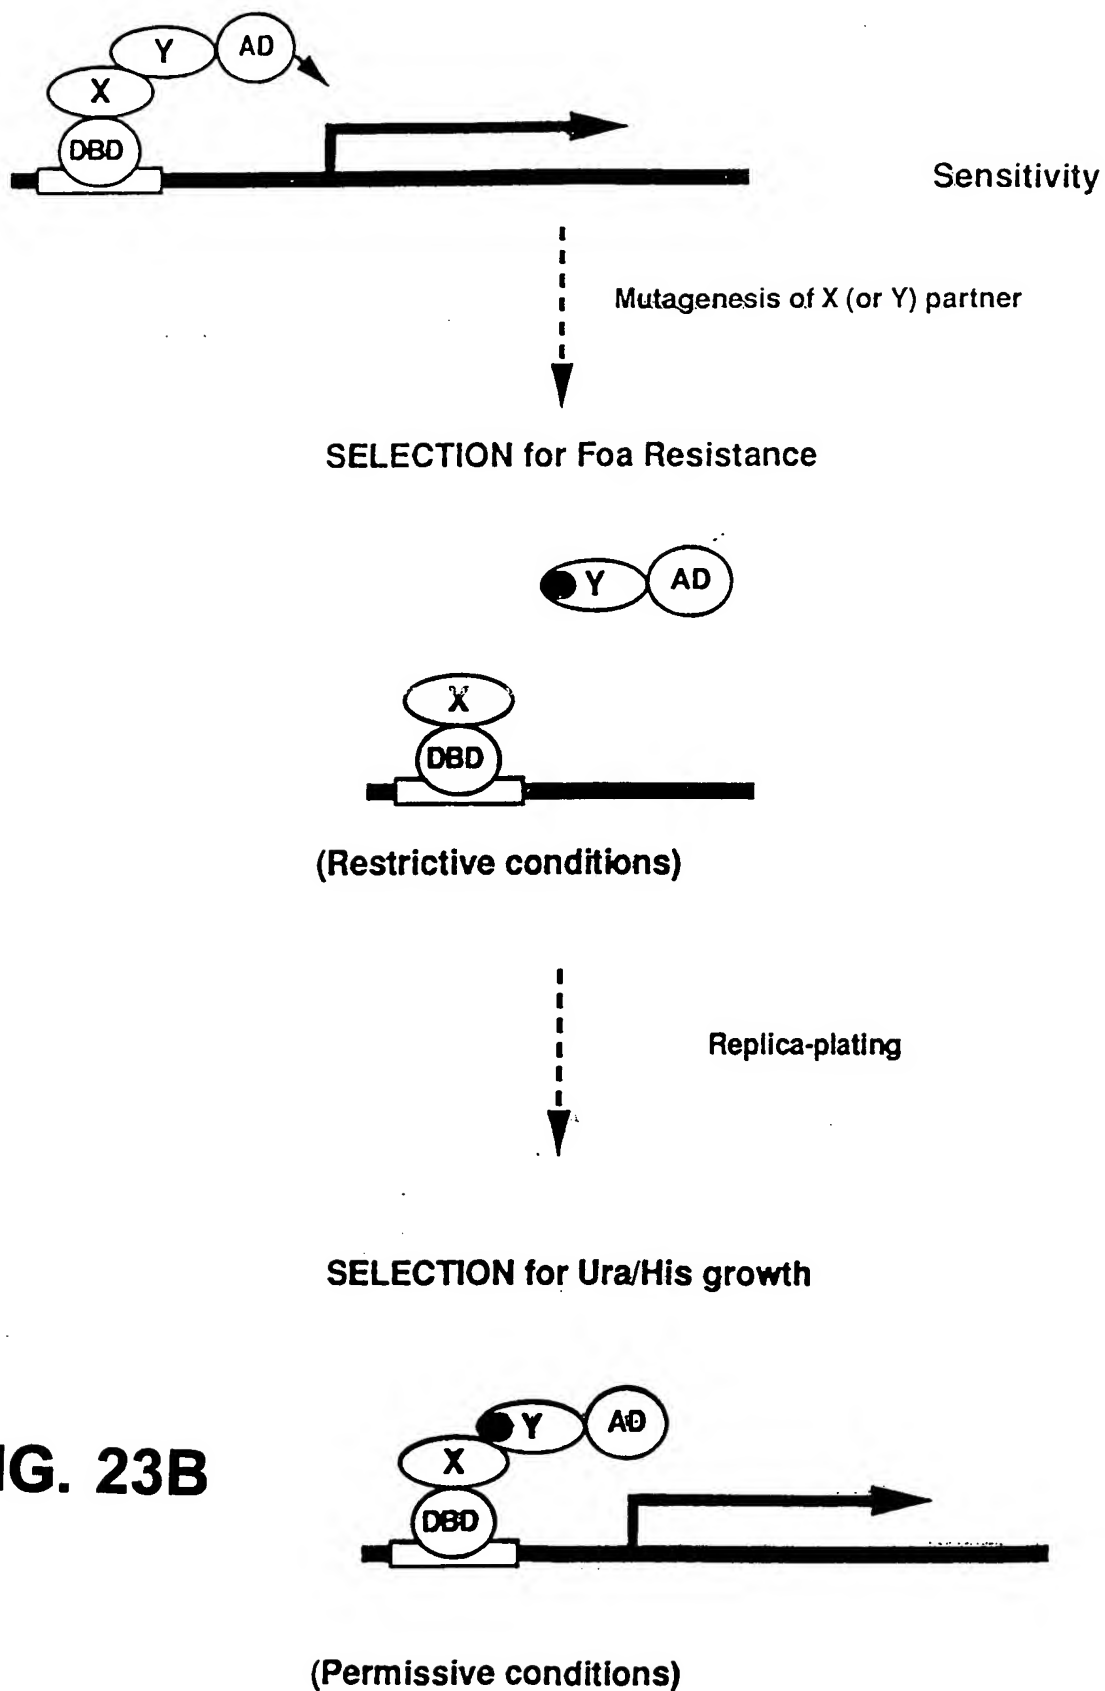 Y AD
X
DBD
Sensitivity
Mutagenesis of X (or Y) partner
SELECTION for Foa Resistance
Y AD
X
DBD
(Restrictive conditions)
Replica-plating
SELECTION for Ura/His growth
Y AD
X
IG. 23B
DBD
(Permissive conditions)